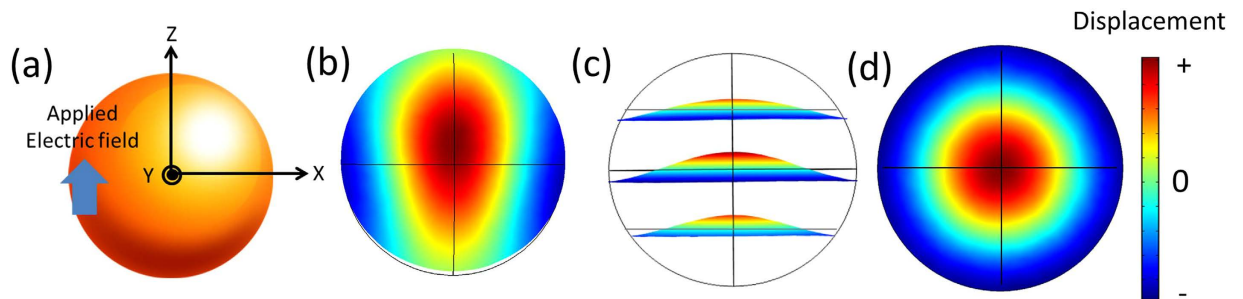 Displacement
(a)
Z
Applied
Electric field
Y
X
(b)
(c)
(d)
+
0
-